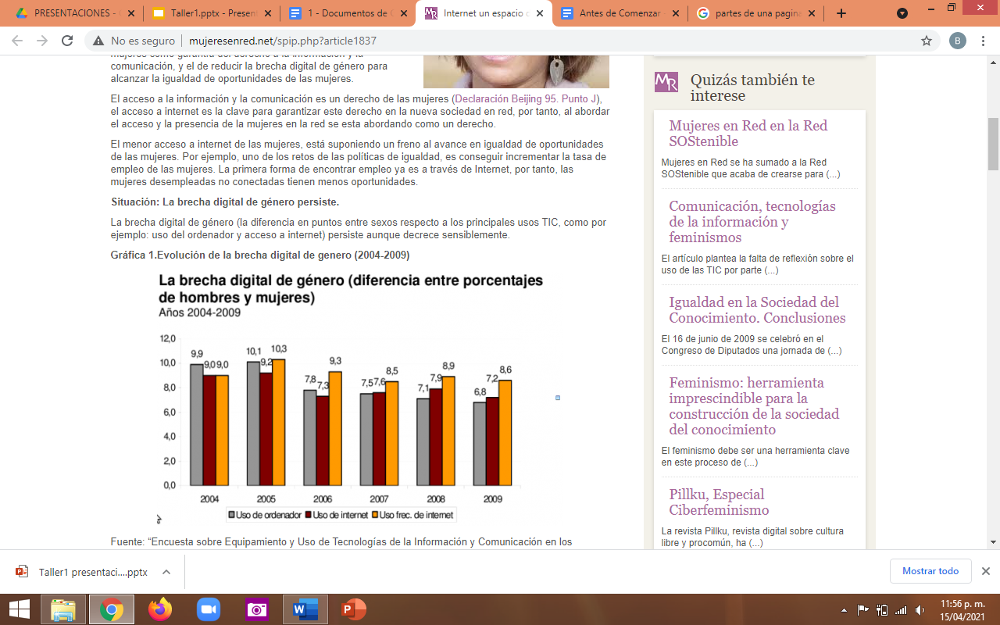 PRESENTACIONES -
Taller1.pptx - Present
1 - Documentos de
Internet un espacio
Antes de Comenzar
partes de una pagina
No es seguro
mujeresenred.net/spip.php?article1837
B
comunicación, y el de reducir la brecha digital de género para
alcanzar la igualdad de oportunidades de las mujeres.
El acceso a la información y la comunicación es un derecho de las mujeres (Declaración Beijing 95. Punto J),
el acceso a internet es la clave para garantizar este derecho en la nueva sociedad en red, por tanto, al abordar
el acceso y la presencia de la mujeres en la red se esta abordando como un derecho.
El menor acceso a internet de las mujeres, está suponiendo un freno al avance en igualdad de oportunidades
de las mujeres. Por ejemplo, uno de los retos de las políticas de igualdad, es conseguir incrementar la tasa de
empleo de las mujeres. La primera forma de encontrar empleo ya es a través de Internet, por tanto, las
mujeres desempleadas no conectadas tienen menos oportunidades.
Situación: La brecha digital de género persiste.
La brecha digital de género (la diferencia en puntos entre sexos respecto a los principales usos TIC, como por
ejemplo: uso del ordenador y acceso a internet) persiste aunque decrece sensiblemente.
Gráfica 1.Evolución de la brecha digital de genero (2004-2009)
La brecha digital de género (diferencia entre porcentajes
de hombres y mujeres)
Años 2004-2009
12,0
10,0
8,0
6,0
4,0
2,0
0,0
9,9 9,0 9,0
10,1 9,2 10,3
7,8 7,3 9,3
7,5 7,6 8,5
7,1 7,9 8,9
6,8 7,2 8,6
2004 2005 2006 2007 2008 2009
Uso de ordenador Uso de internet Uso frec. de internet
Fuente: “Encuesta sobre Equipamiento y Uso de Tecnologías de la Información y Comunicación en los
MR
Quizás también te
interese
Mujeres en Red en la Red
SOStenible
Mujeres en Red se ha sumado a la Red
SOStenible que acaba de crearse para (...)
Comunicación, tecnologías
de la información y
feminismos
El artículo plantea la falta de reflexión sobre el
uso de las TIC por parte (...)
Igualdad en la Sociedad del
Conocimiento. Conclusiones
El 16 de junio de 2009 se celebró en el
Congreso de Diputados una jornada de (...)
Feminismo: herramienta
imprescindible para la
construcción de la sociedad
del conocimiento
El feminismo debe ser una herramienta clave
en este proceso de (...)
Pillku, Especial
Ciberfeminismo
La revista Pillku, revista digital sobre cultura
libre y procomún, ha (...)
Taller1 presentaci....pptx
Mostrar todo
11:56 p. m.
15/04/2021